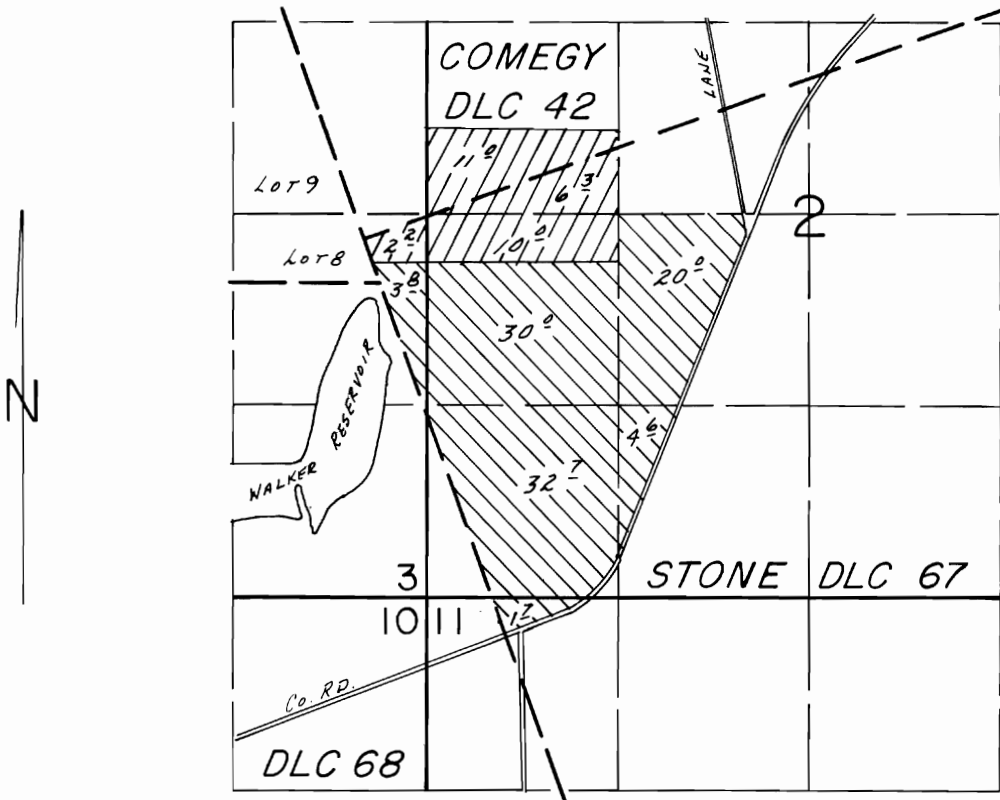 COMEGY
DLC 42
LANE
11.0
6.3
LOT 9
2
2.2
10.0
LOT 8
3.8
20.0
30.0
N
WALKER RESERVOIR
4.6
32.7
3
STONE DLC 67
10 11
1.7
Co. RD.
DLC 68